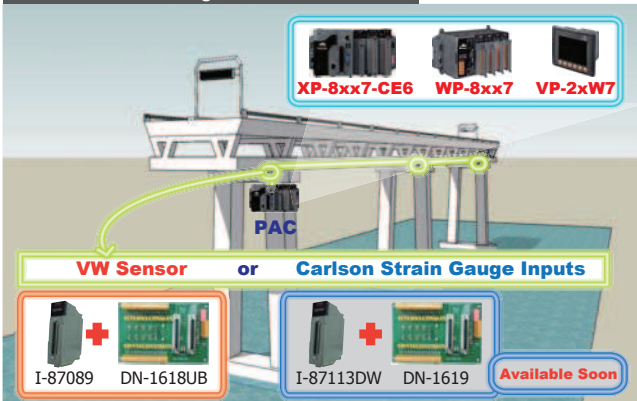 XP-8xx7-CE6 WP-8xx7 VP-2xW7
PAC
VW Sensor or Carlson Strain Gauge Inputs
I-87089 DN-1618UB I-87113DW DN-1619 Available Soon